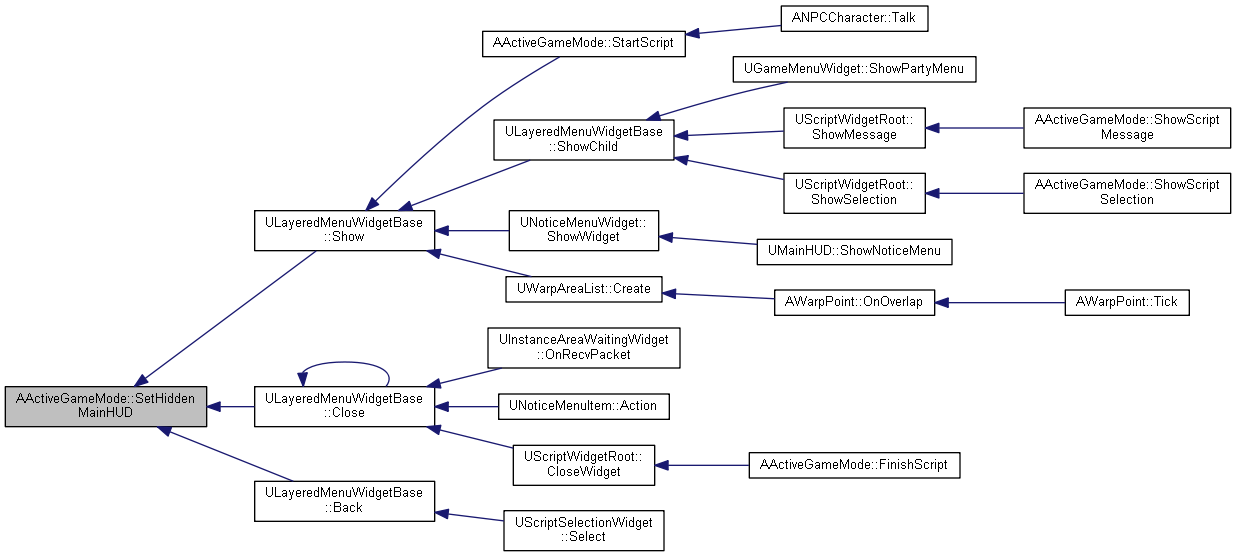 ANPCCharacter::Talk
AActiveGameMode::StartScript
UGameMenuWidget::ShowPartyMenu
ULayeredMenuWidgetBase
::ShowChild
UScriptWidgetRoot::
ShowMessage
AActiveGameMode::ShowScript
Message
UScriptWidgetRoot::
ShowSelection
AActiveGameMode::ShowScript
Selection
ULayeredMenuWidgetBase
::Show
UNoticeMenuWidget::
ShowWidget
UMainHUD::ShowNoticeMenu
UWarpAreaList::Create
AWarpPoint::OnOverlap
AWarpPoint::Tick
UInstanceAreaWaitingWidget
::OnRecvPacket
AActiveGameMode::SetHidden
MainHUD
ULayeredMenuWidgetBase
::Close
UNoticeMenuItem::Action
UScriptWidgetRoot::
CloseWidget
AActiveGameMode::FinishScript
ULayeredMenuWidgetBase
::Back
UScriptSelectionWidget
::Select